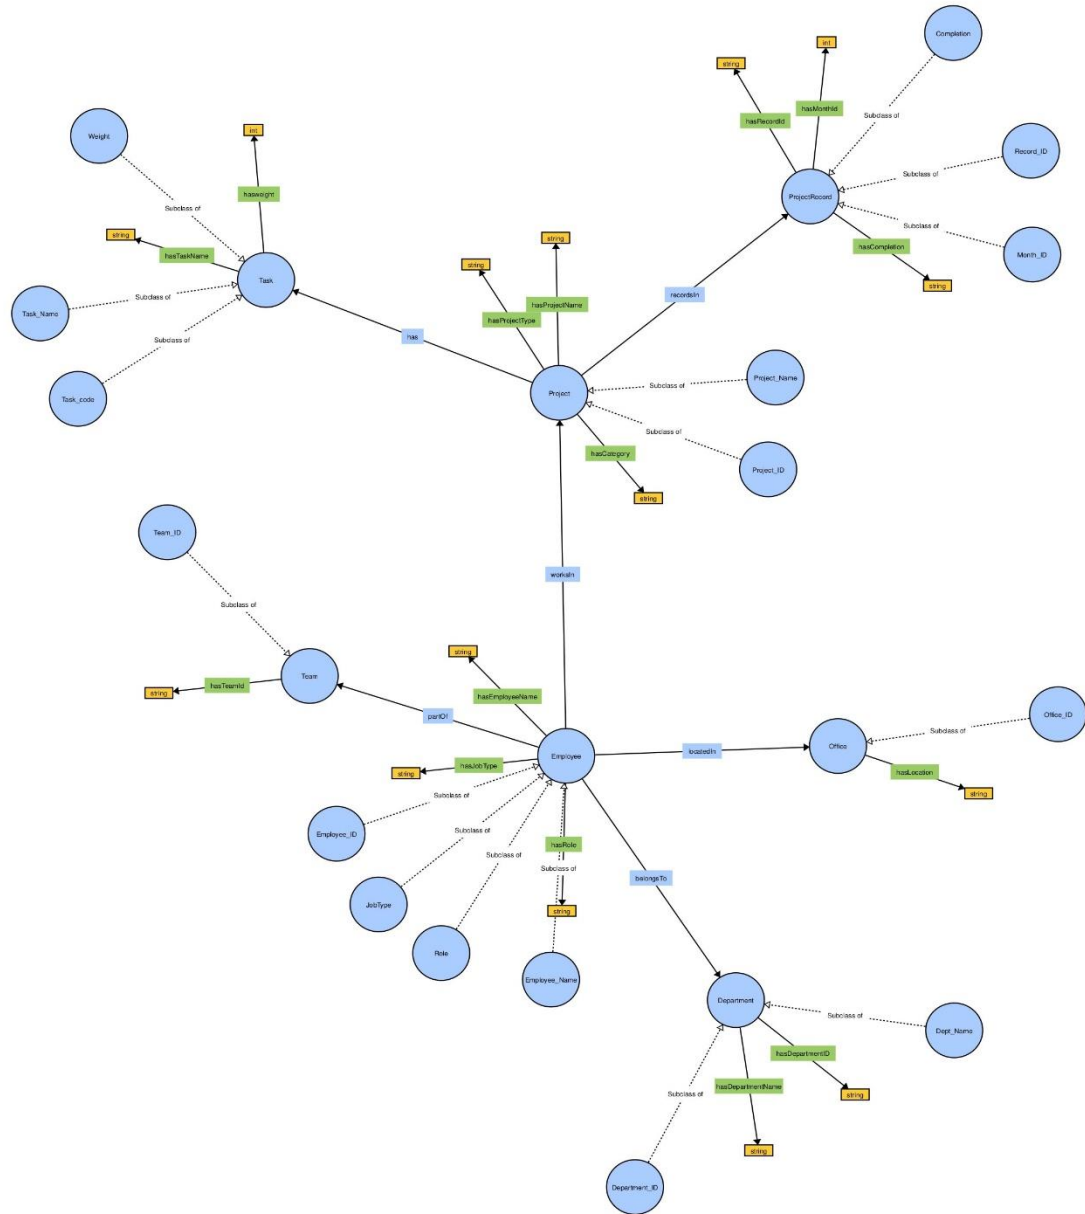 Completion
int
string
hasMonthId
hasRecordId
Subclass of
Weight
int
Record_ID
Subclass of
hasweight
ProjectRecord
Subclass of
string
string
Subclass of
hasTaskName
string
hasCompletion
Month_ID
string
Task
recordsIn
string
Subclass of
hasProjectName
Task_Name
hasProjectType
has
Subclass of
Project_Name
Subclass of
Project
Task_code
Subclass of
hasCategory
Project_ID
string
Team_ID
worksIn
Subclass of
string
Team
hasTeamId
string
hasEmployeeName
Office_ID
partOf
Subclass of
locatedIn
Office
Employee
hasJobType
string
hasLocation
string
Subclass of
Employee_ID
Subclass of
hasRole
Subclass of
Subclass of
belongsTo
JobType
string
Role
Employee_Name
Department
Subclass of
Dept_Name
hasDepartmentID
hasDepartmentName
Subclass of
string
string
Department_ID